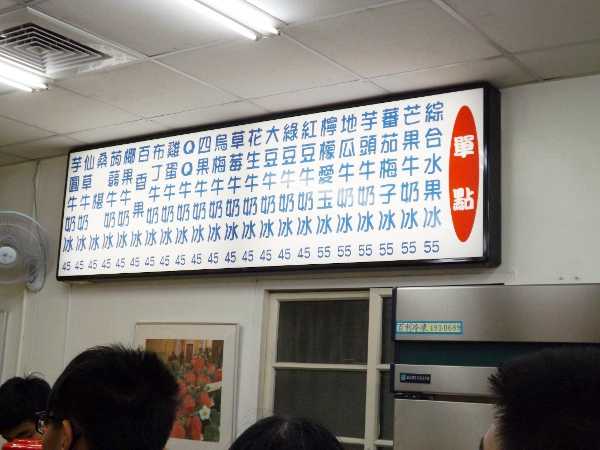 單點
綜合水果冰 55
芒果牛奶冰 55
蕃茄梅子冰 55
芋頭牛奶冰 55
地瓜牛奶冰 55
檸檬愛玉冰 55
紅豆牛奶冰 45
綠豆牛奶冰 45
大豆牛奶冰 45
花生牛奶冰 45
草莓牛奶冰 45
烏梅牛奶冰 45
四果牛奶冰 45
QQ牛奶冰 45
雞蛋牛奶冰 45
布丁牛奶冰 45
百香果冰 45
椰果牛奶冰 45
蒟蒻牛奶冰 45
仙草牛奶冰 45
芋圓牛奶冰 45